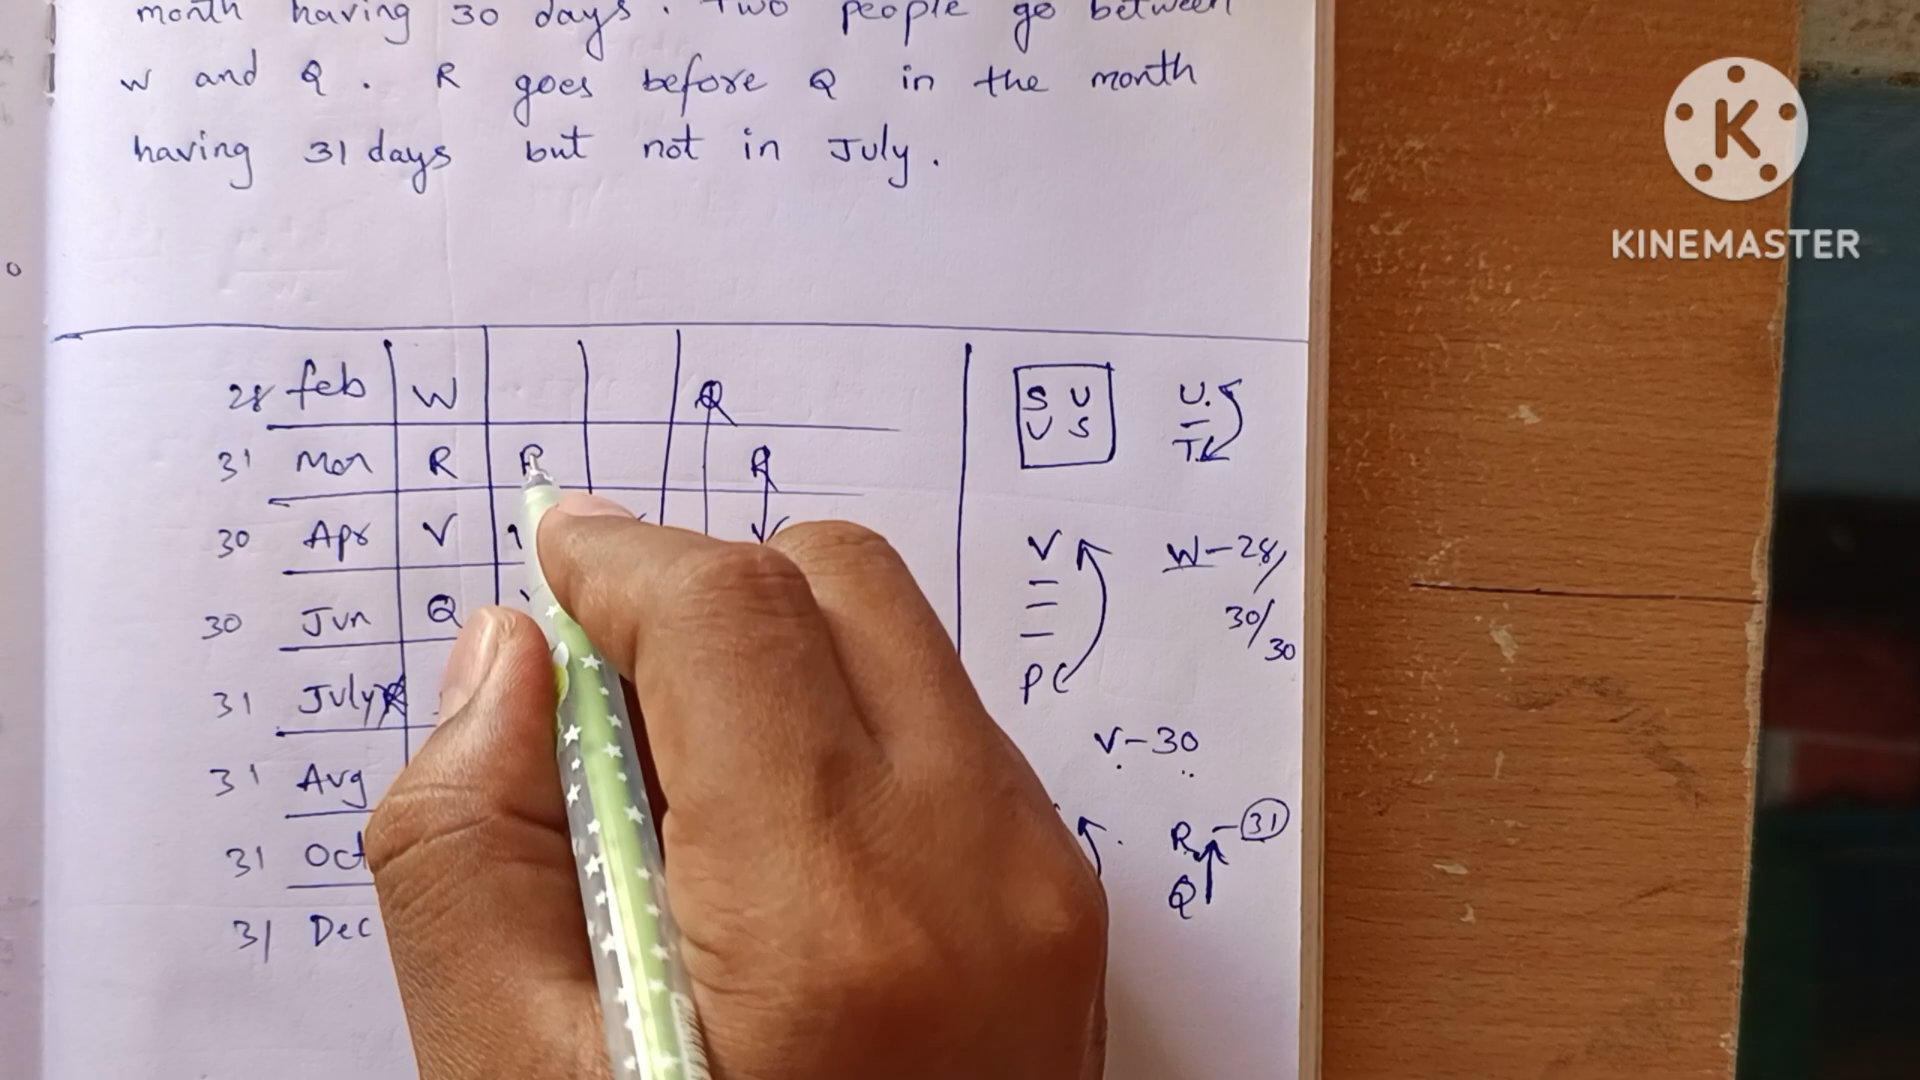 month having 30 days. Two people go between
W and Q. R goes before Q in the month
having 31 days but not in July.
K
KINEMASTER
28 feb W Q
31 Mar R R R
30 Apr V
30 Jun Q
31 July
31 Aug
31 Oct
31 Dec
S U
U S
U.
T.
V
P
W-28/
30/
30
V-30
R-31
Q